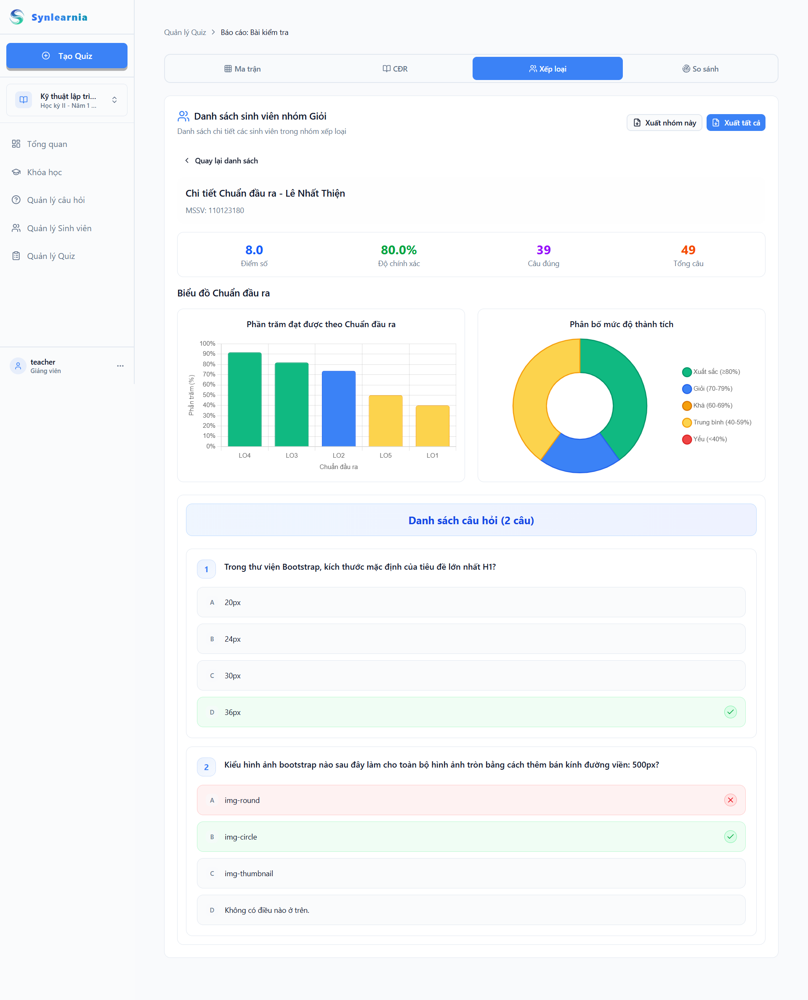 Synlearnia
Tạo Quiz
Kỹ thuật lập trì...
Học kỳ II - Năm 1 ...
Tổng quan
Khóa học
Quản lý câu hỏi
Quản lý Sinh viên
Quản lý Quiz
teacher
Giảng viên
Quản lý Quiz > Báo cáo: Bài kiểm tra
Ma trận
CĐR
Xếp loại
So sánh
Danh sách sinh viên nhóm Giỏi
Danh sách chi tiết các sinh viên trong nhóm xếp loại
Xuất nhóm này
Xuất tất cả
Quay lại danh sách
Chi tiết Chuẩn đầu ra - Lê Nhất Thiện
MSSV: 110123180
8.0
Điểm số
80.0%
Độ chính xác
39
Câu đúng
49
Tổng câu
Biểu đồ Chuẩn đầu ra
Phần trăm đạt được theo Chuẩn đầu ra
Phần trăm (%)
100%
90%
80%
70%
60%
50%
40%
30%
20%
10%
0%
LO4 LO3 LO2 LO5 LO1
Chuẩn đầu ra
Phân bố mức độ thành tích
Xuất sắc (≥80%)
Giỏi (70-79%)
Khá (60-69%)
Trung bình (40-59%)
Yếu (<40%)
Danh sách câu hỏi (2 câu)
1 Trong thư viện Bootstrap, kích thước mặc định của tiêu đề lớn nhất H1?
A 20px
B 24px
C 30px
D 36px
2 Kiểu hình ảnh bootstrap nào sau đây làm cho toàn bộ hình ảnh tròn bằng cách thêm bán kính đường viền: 500px?
A img-round
B img-circle
C img-thumbnail
D Không có điều nào ở trên.